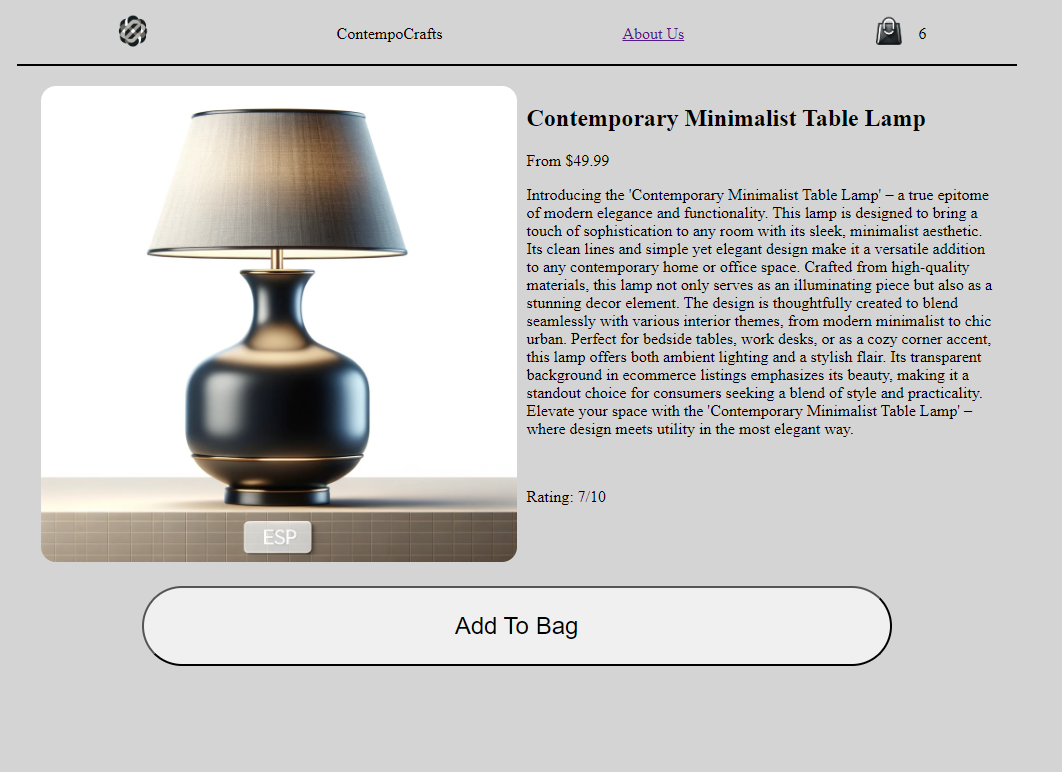 ContempoCrafts
About Us
6
Contemporary Minimalist Table Lamp
From $49.99
Introducing the 'Contemporary Minimalist Table Lamp' – a true epitome
of modern elegance and functionality. This lamp is designed to bring a
touch of sophistication to any room with its sleek, minimalist aesthetic.
Its clean lines and simple yet elegant design make it a versatile addition
to any contemporary home or office space. Crafted from high-quality
materials, this lamp not only serves as an illuminating piece but also as a
stunning decor element. The design is thoughtfully created to blend
seamlessly with various interior themes, from modern minimalist to chic
urban. Perfect for bedside tables, work desks, or as a cozy corner accent,
this lamp offers both ambient lighting and a stylish flair. Its transparent
background in ecommerce listings emphasizes its beauty, making it a
standout choice for consumers seeking a blend of style and practicality.
Elevate your space with the 'Contemporary Minimalist Table Lamp' –
where design meets utility in the most elegant way.
Rating: 7/10
ESP
Add To Bag